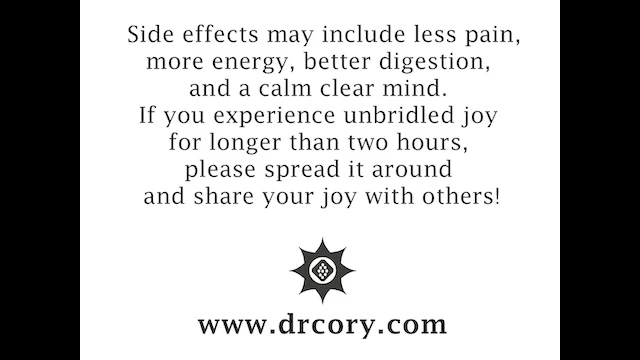 Side effects may include less pain,
more energy, better digestion,
and a calm clear mind.
If you experience unbridled joy
for longer than two hours,
please spread it around
and share your joy with others!
www.drcory.com